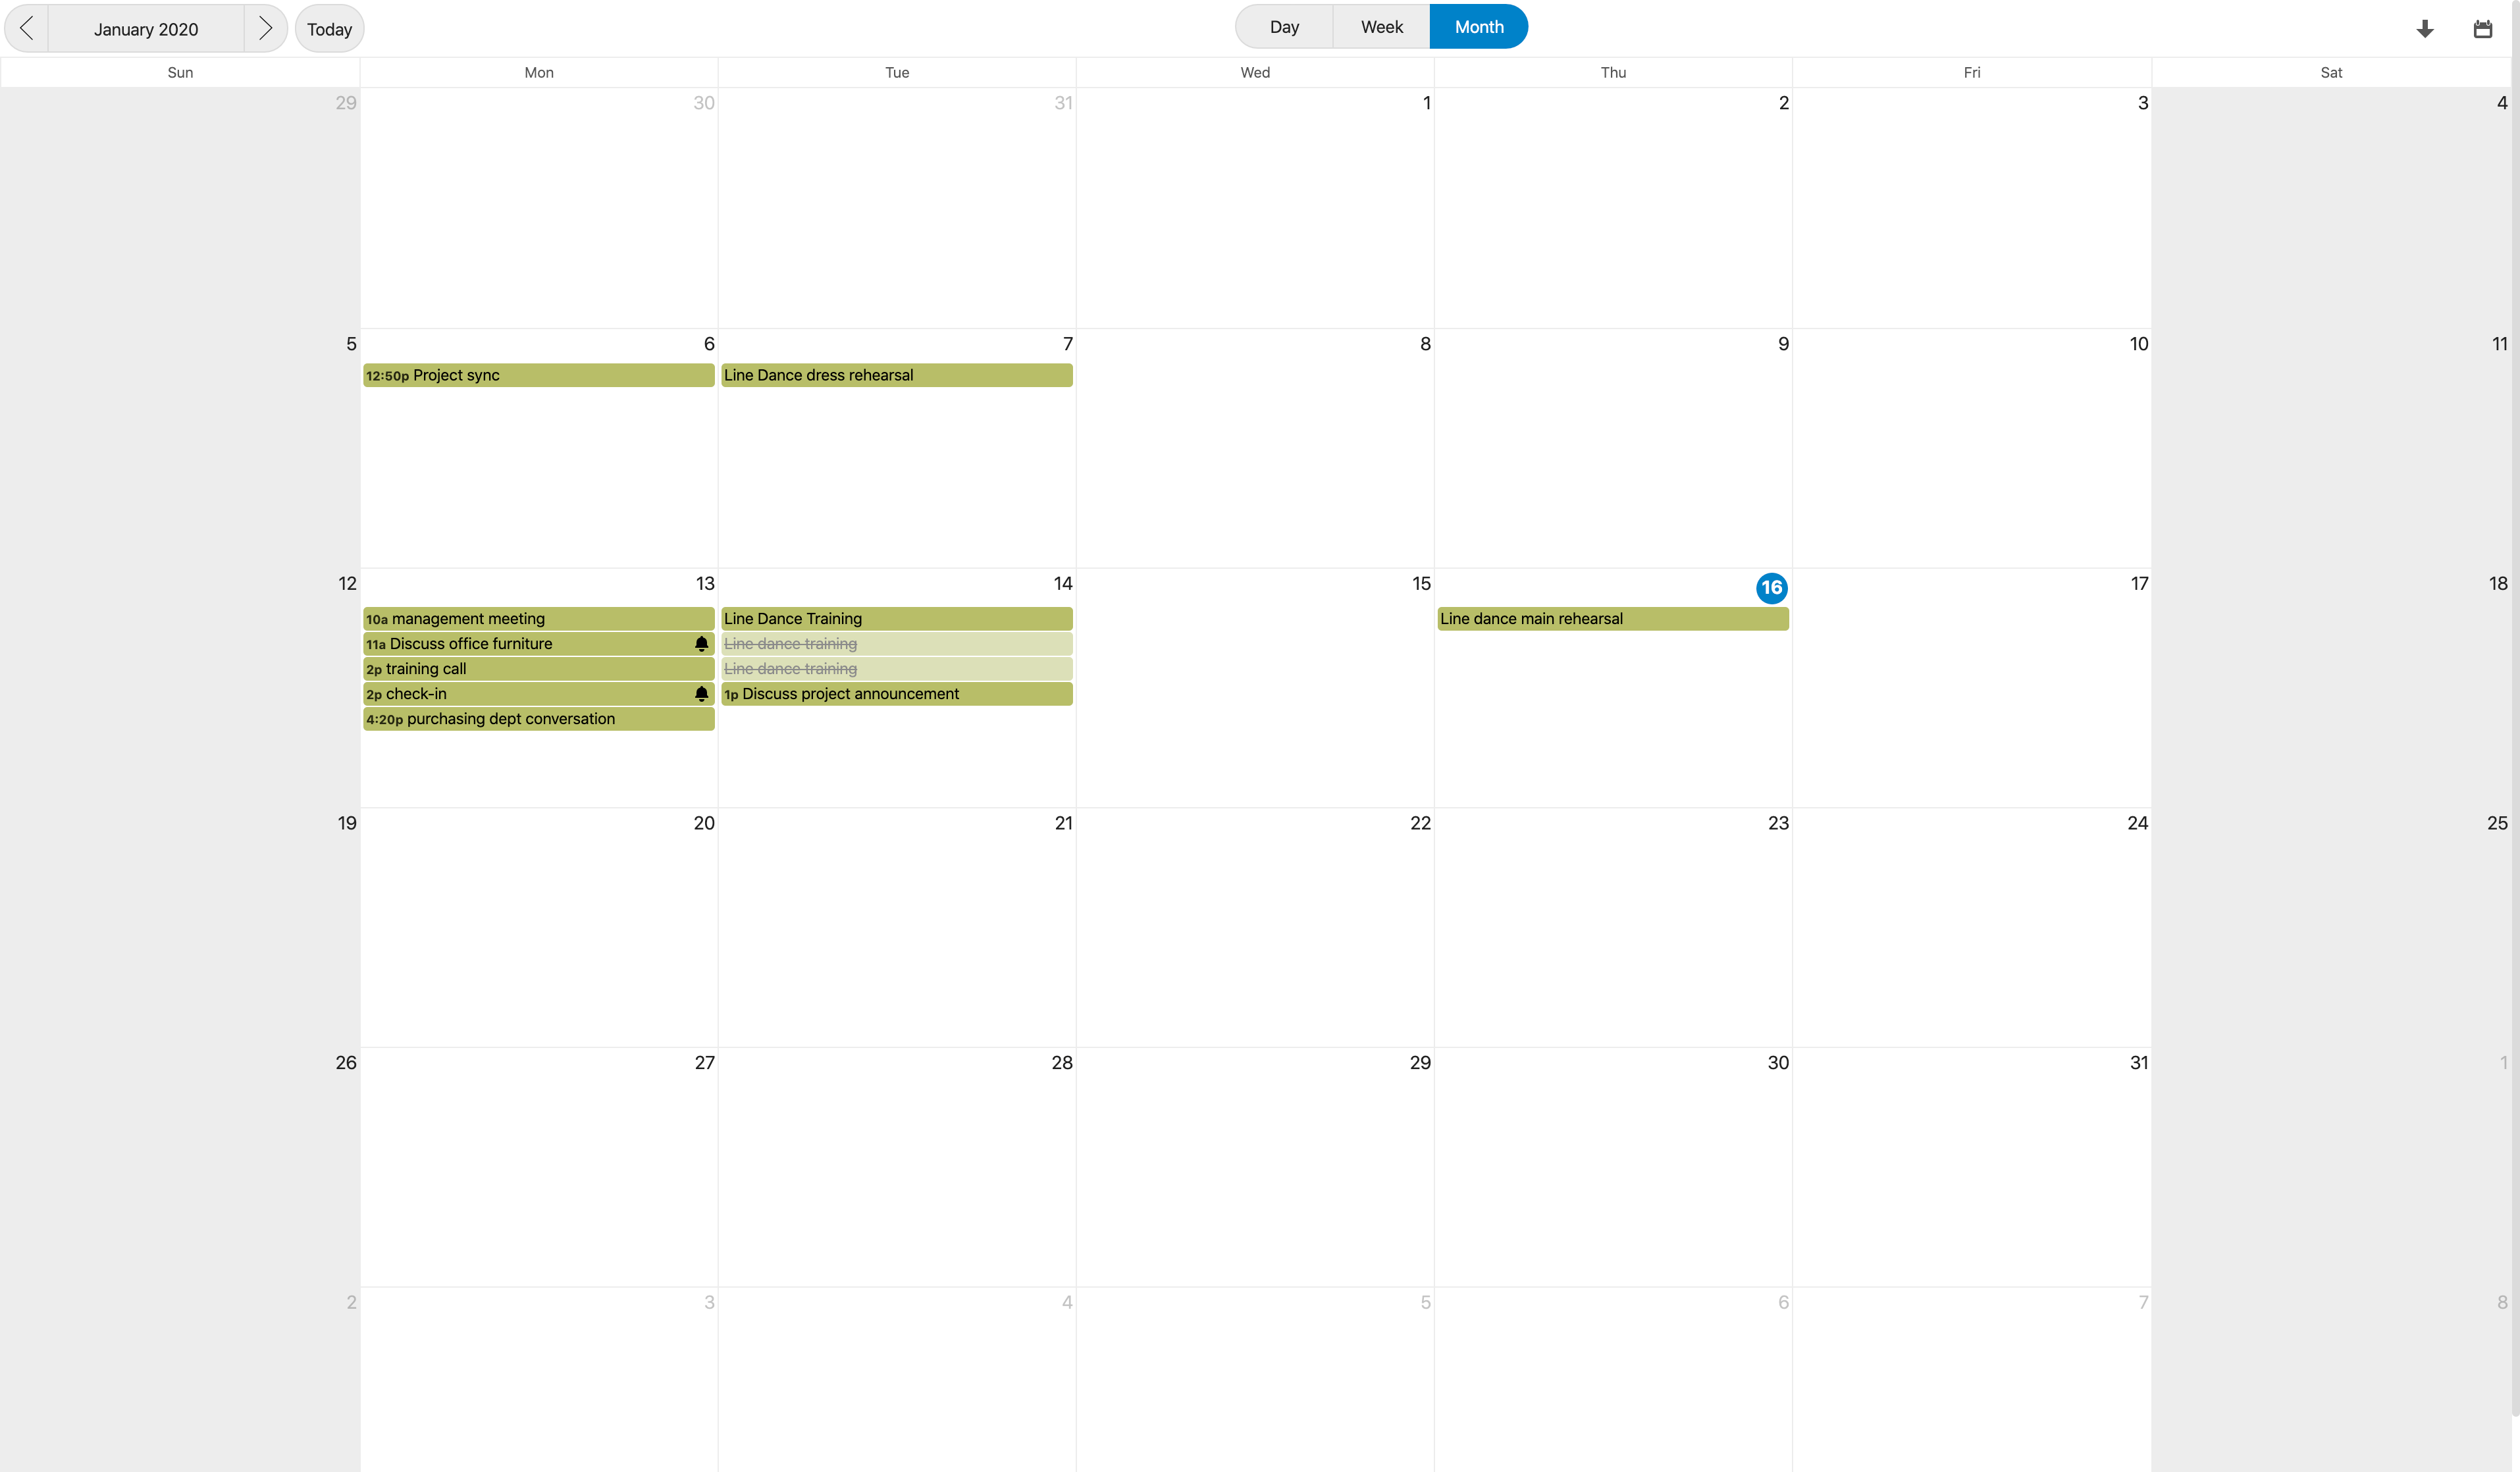 January 2020 Today Day Week Month
Sun Mon Tue Wed Thu Fri Sat
29 30 31 1 2 3 4
5 6 7 8 9 10 11
12:50p Project sync
Line Dance dress rehearsal
12 13 14 15 16 17 18
10a management meeting
11a Discuss office furniture
2p training call
2p check-in
4:20p purchasing dept conversation
Line Dance Training
Line dance training
Line dance training
1p Discuss project announcement
Line dance main rehearsal
19 20 21 22 23 24 25
26 27 28 29 30 31 1
2 3 4 5 6 7 8